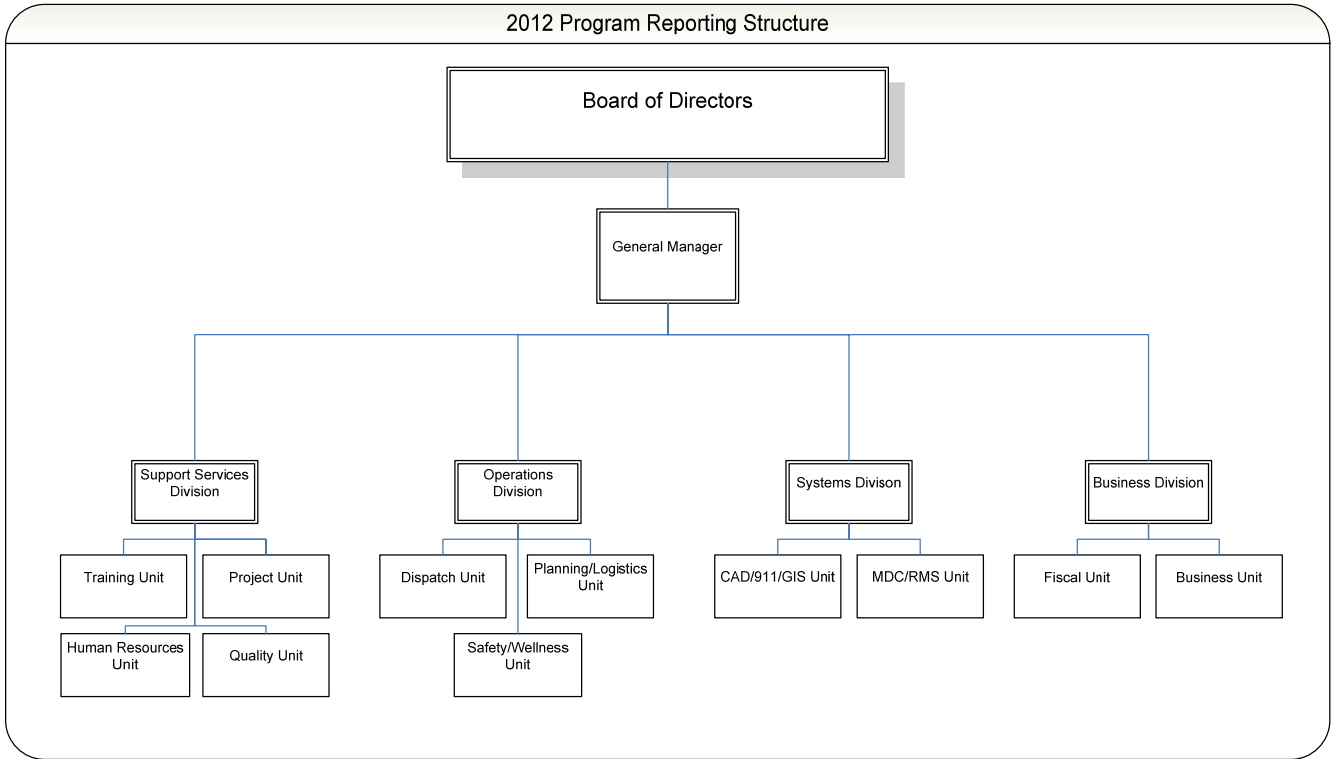 2012 Program Reporting Structure
Board of Directors
General Manager
Support Services
Division
Operations
Division
Systems Divison
Business Division
Training Unit
Project Unit
Dispatch Unit
Planning/Logistics
Unit
CAD/911/GIS Unit
MDC/RMS Unit
Fiscal Unit
Business Unit
Human Resources
Unit
Quality Unit
Safety/Wellness
Unit